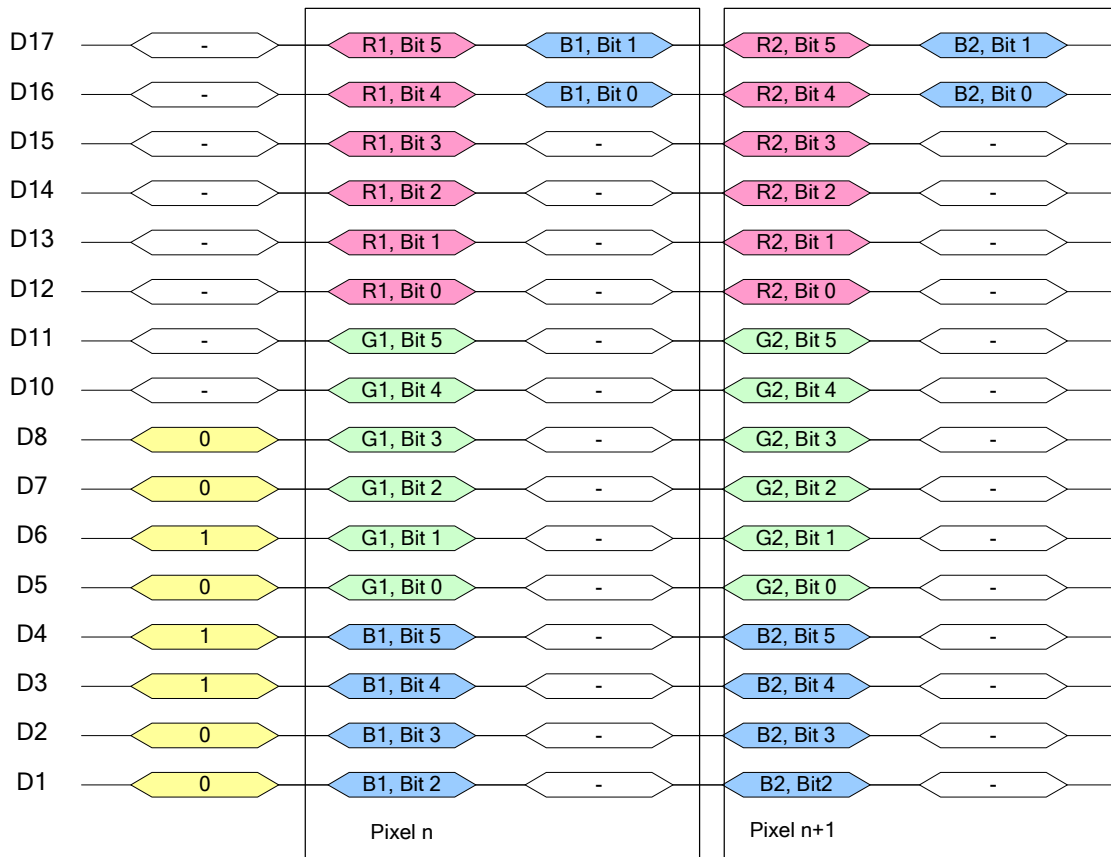 D17 - R1, Bit 5 B1, Bit 1 R2, Bit 5 B2, Bit 1
D16 - R1, Bit 4 B1, Bit 0 R2, Bit 4 B2, Bit 0
D15 - R1, Bit 3 - R2, Bit 3 -
D14 - R1, Bit 2 - R2, Bit 2 -
D13 - R1, Bit 1 - R2, Bit 1 -
D12 - R1, Bit 0 - R2, Bit 0 -
D11 - G1, Bit 5 - G2, Bit 5 -
D10 - G1, Bit 4 - G2, Bit 4 -
D8 0 G1, Bit 3 - G2, Bit 3 -
D7 0 G1, Bit 2 - G2, Bit 2 -
D6 1 G1, Bit 1 - G2, Bit 1 -
D5 0 G1, Bit 0 - G2, Bit 0 -
D4 1 B1, Bit 5 - B2, Bit 5 -
D3 1 B1, Bit 4 - B2, Bit 4 -
D2 0 B1, Bit 3 - B2, Bit 3 -
D1 0 B1, Bit 2 - B2, Bit2 -
Pixel n Pixel n+1